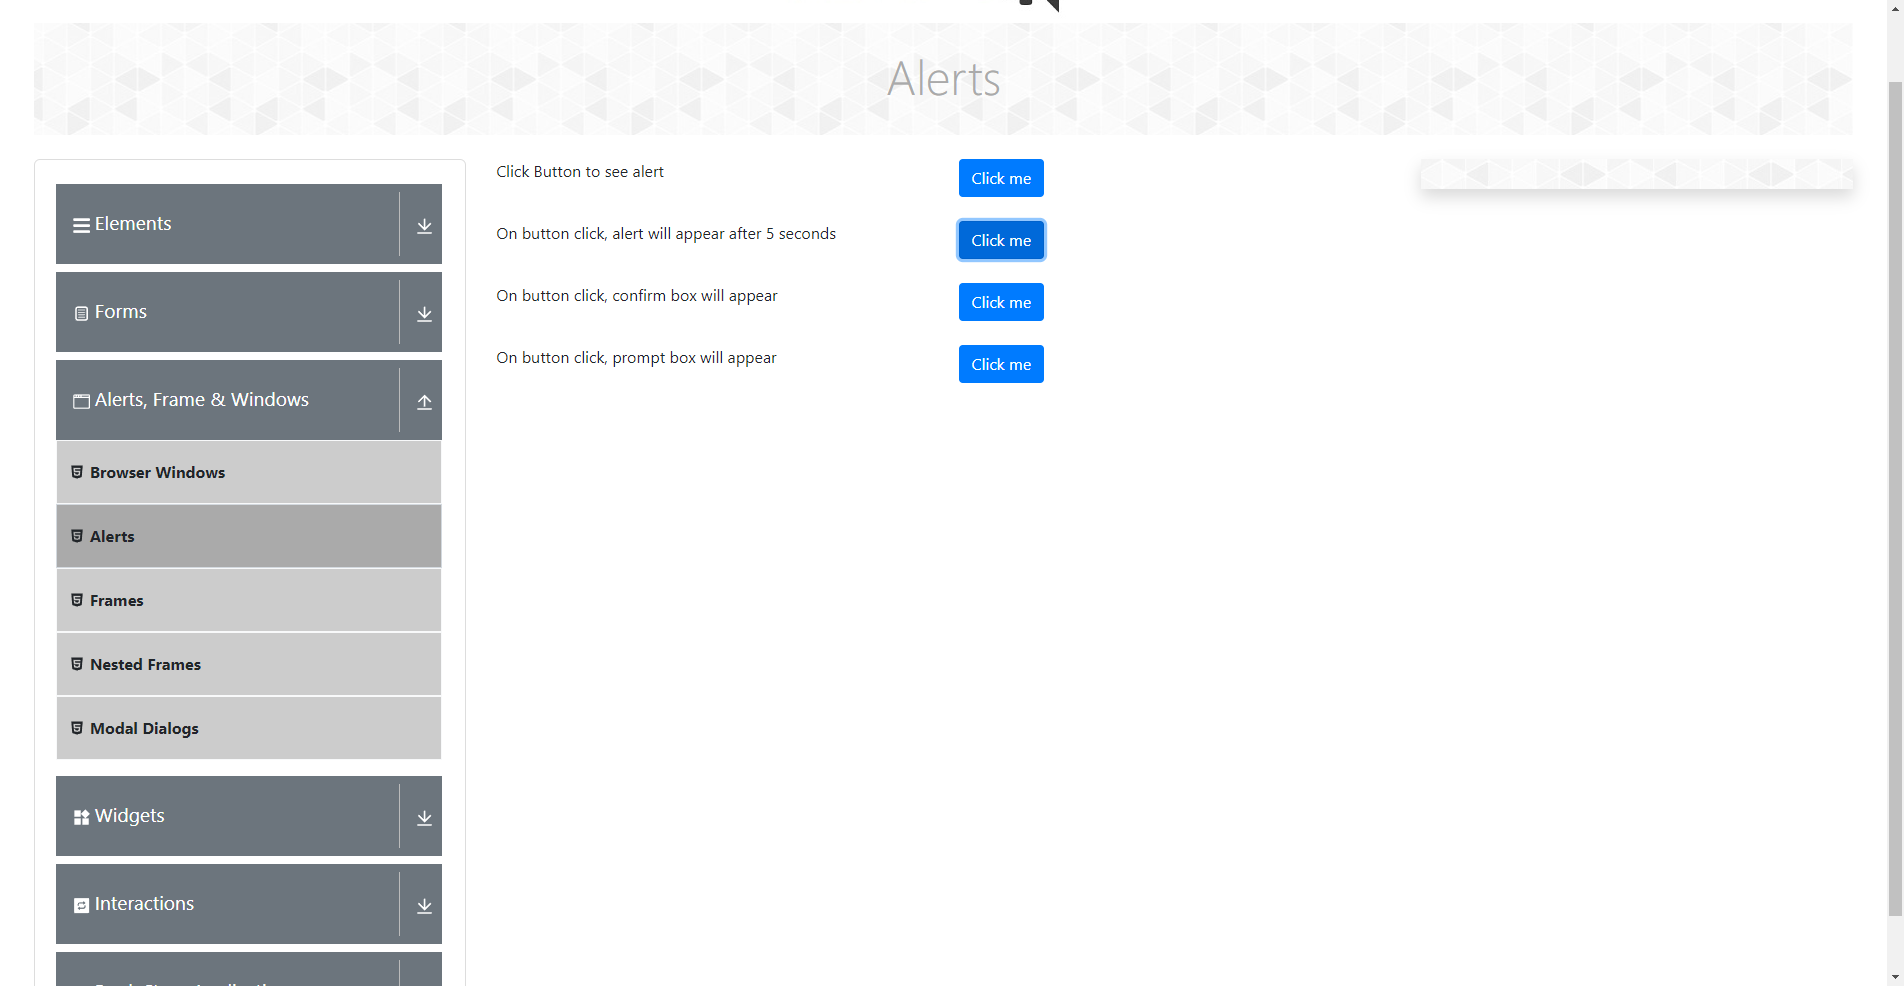 Alerts
Elements
Forms
Alerts, Frame & Windows
Browser Windows
Alerts
Frames
Nested Frames
Modal Dialogs
Widgets
Interactions
Click Button to see alert
Click me
On button click, alert will appear after 5 seconds
Click me
On button click, confirm box will appear
Click me
On button click, prompt box will appear
Click me